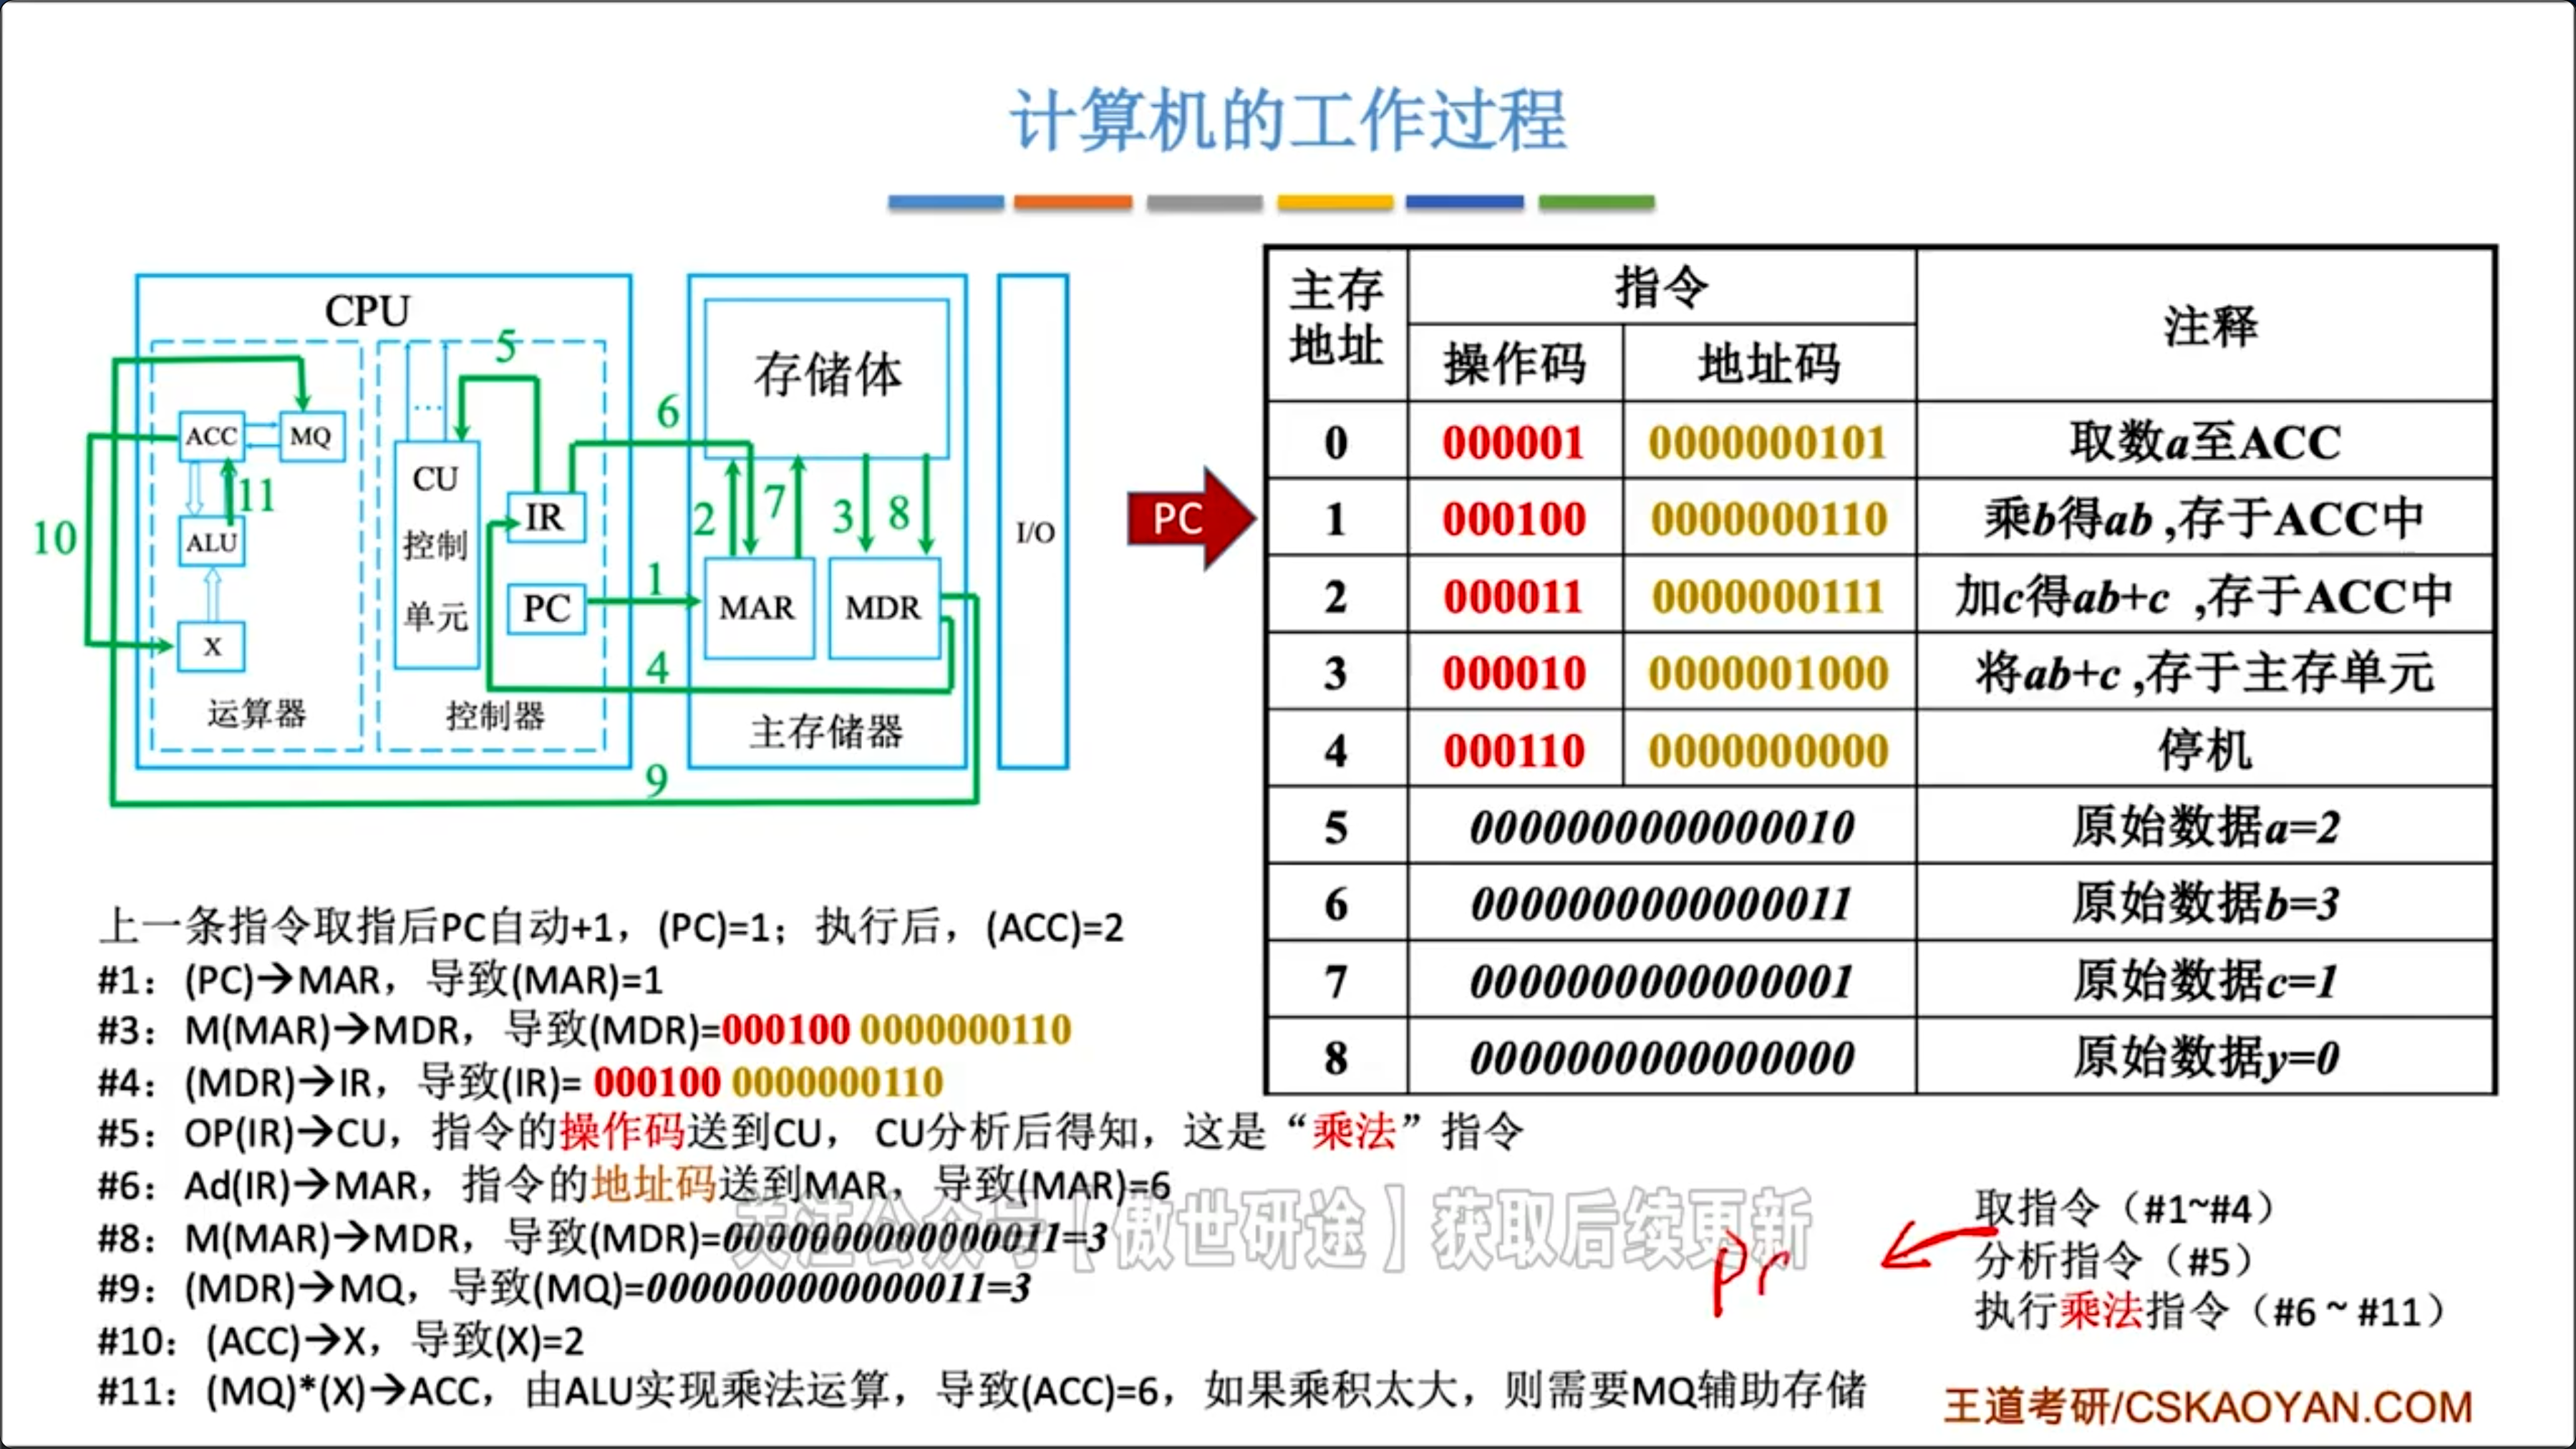 计算机的工作过程
CPU
5
6
ACC
MQ
...
CU
控制
单元
IR
PC
11
ALU
10
X
运算器
控制器
存储体
2
7
3
8
1
MAR
MDR
4
主存储器
9
I/O
PC
主存地址 指令 注释
操作码 地址码
0 000001 0000000101 取数a至ACC
1 000100 0000000110 乘b得ab ,存于ACC中
2 000011 0000000111 加c得ab+c ,存于ACC中
3 000010 0000001000 将ab+c ,存于主存单元
4 000110 0000000000 停机
5 0000000000000010 原始数据a=2
6 0000000000000011 原始数据b=3
7 0000000000000001 原始数据c=1
8 0000000000000000 原始数据y=0
上一条指令取指后PC自动+1，(PC)=1；执行后，(ACC)=2
#1：(PC)→MAR，导致(MAR)=1
#3：M(MAR)→MDR，导致(MDR)=000100 0000000110
#4：(MDR)→IR，导致(IR)= 000100 0000000110
#5：OP(IR)→CU，指令的操作码送到CU， CU分析后得知，这是“乘法”指令
#6：Ad(IR)→MAR，指令的地址码送到MAR，导致(MAR)=6
#8：M(MAR)→MDR，导致(MDR)=0000000000000011=3
#9：(MDR)→MQ，导致(MQ)=0000000000000011=3
#10：(ACC)→X，导致(X)=2
#11：(MQ)*(X)→ACC，由ALU实现乘法运算，导致(ACC)=6，如果乘积太大，则需要MQ辅助存储
关注公众号【傲世研途】获取后续更新
取指令（#1~#4）
分析指令（#5）
执行乘法指令（#6 ~ #11）
王道考研/CSKAOYAN.COM